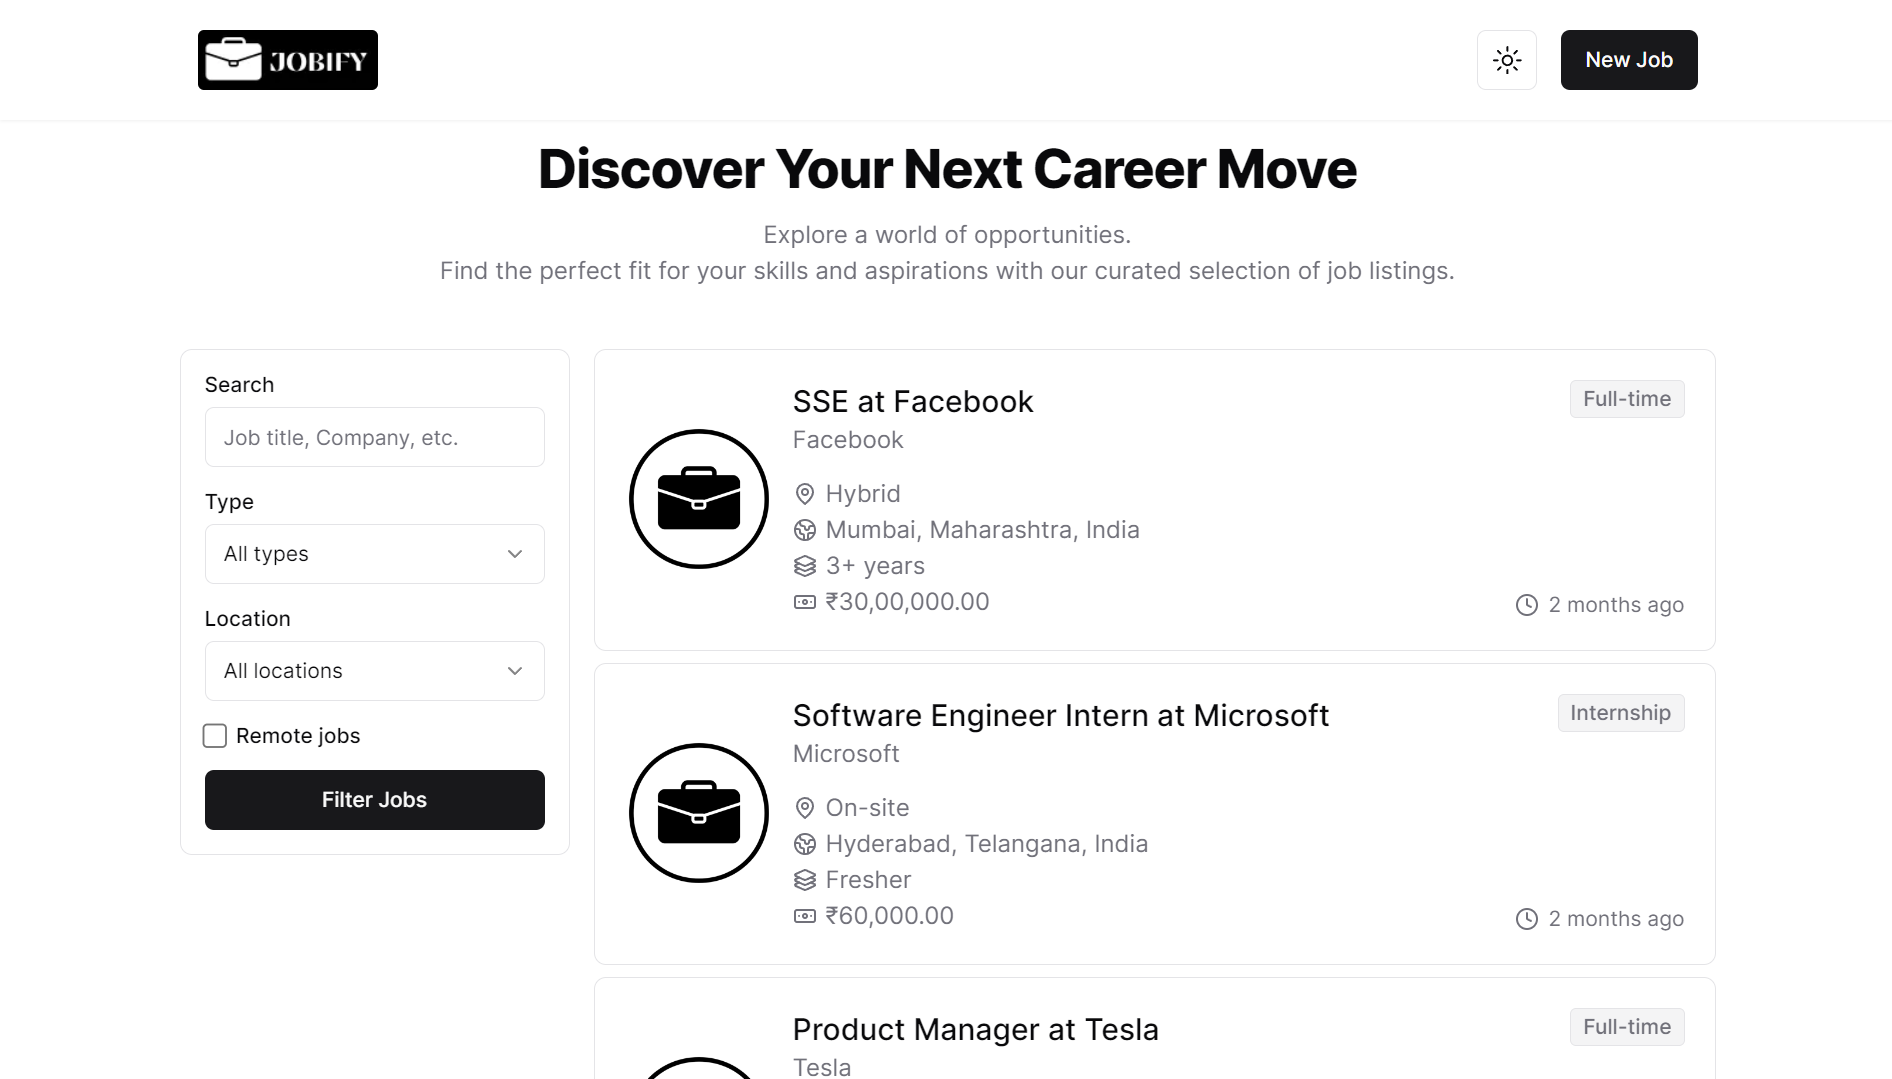 JOBIFY
New Job
Discover Your Next Career Move
Explore a world of opportunities.
Find the perfect fit for your skills and aspirations with our curated selection of job listings.
Search
Job title, Company, etc.
Type
All types
Location
All locations
Remote jobs
Filter Jobs
SSE at Facebook
Full-time
Facebook
Hybrid
Mumbai, Maharashtra, India
3+ years
₹30,00,000.00
2 months ago
Software Engineer Intern at Microsoft
Internship
Microsoft
On-site
Hyderabad, Telangana, India
Fresher
₹60,000.00
2 months ago
Product Manager at Tesla
Full-time
Tesla